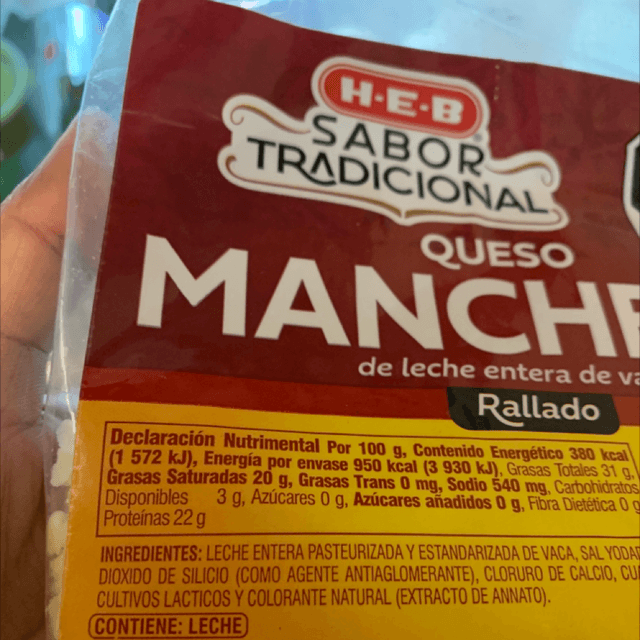 H-E-B
SABOR
TRADICIONAL
QUESO
de leche entera de
Rallado
Declaración Nutrimental Por 100 g, Contenido Energético 380 kcal
(1 572 kJ), Energía por envase 950 kcal (3 930 kJ), Grasas Totales 31 g,
Grasas Saturadas 20 g, Grasas Trans 0 mg, Sodio 540 mg, Carbohidratos
Disponibles 3 g, Azúcares 0 g, Azúcares añadidos 0 g, Fibra Dietética 0 g
Proteínas 22 g
INGREDIENTES: LECHE ENTERA PASTEURIZADA Y ESTANDARIZADA DE VACA, SAL
DIOXIDO DE SILICIO (COMO AGENTE ANTIAGLOMERANTE), CLORURO DE CALCIO,
CULTIVOS LACTICOS Y COLORANTE NATURAL (EXTRACTO DE ANNATO).
CONTIENE: LECHE